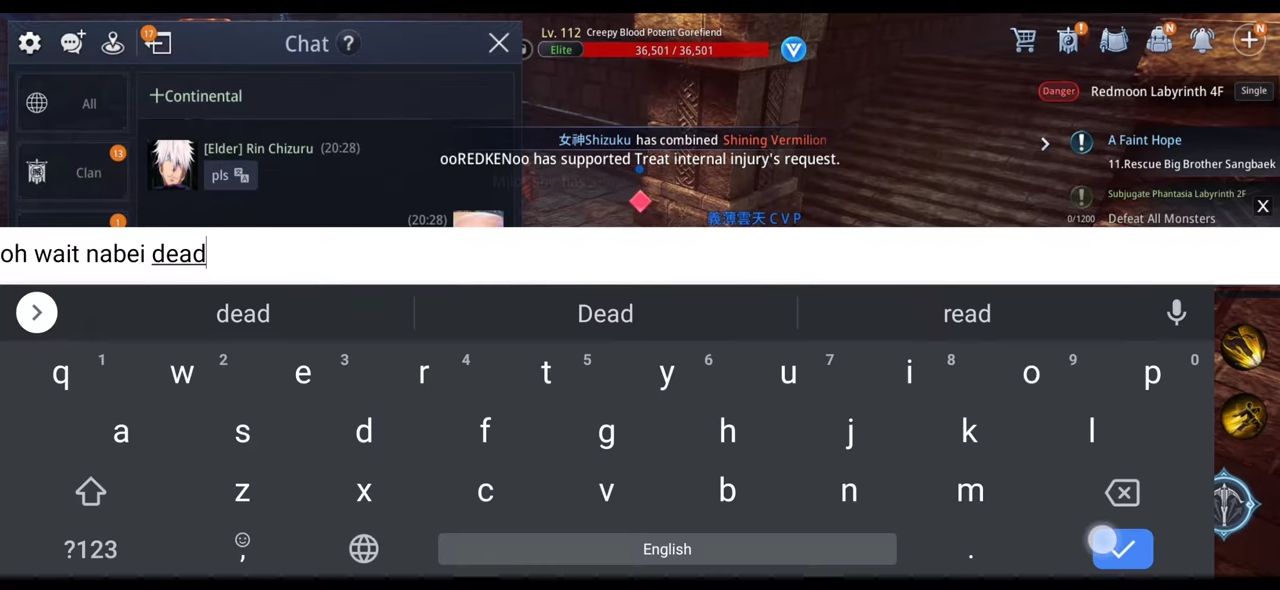 17
Chat ?
Lv. 112 Creepy Blood Potent Gorefiend
Elite
36,501 / 36,501
N
N
Danger
Redmoon Labyrinth 4F
Single
All
+Continental
女神Shizuku has combined Shining Vermilion
ooREDKENoo has supported Treat internal injury's request.
A Faint Hope
11.Rescue Big Brother Sangbaek
13
Clan
[Elder] Rin Chizuru (20:28)
pls
Subjugate Phantasia Labyrinth 2F
X
1
(20:28)
義薄雲天 C V P
0/1200
Defeat All Monsters
oh wait nabei dead
dead
Dead
read
q 1 w 2 e 3 r 4 t 5 y 6 u 7 i 8 o 9 p 0
a s d f g h j k l
z x c v b n m
?123
,
English
.